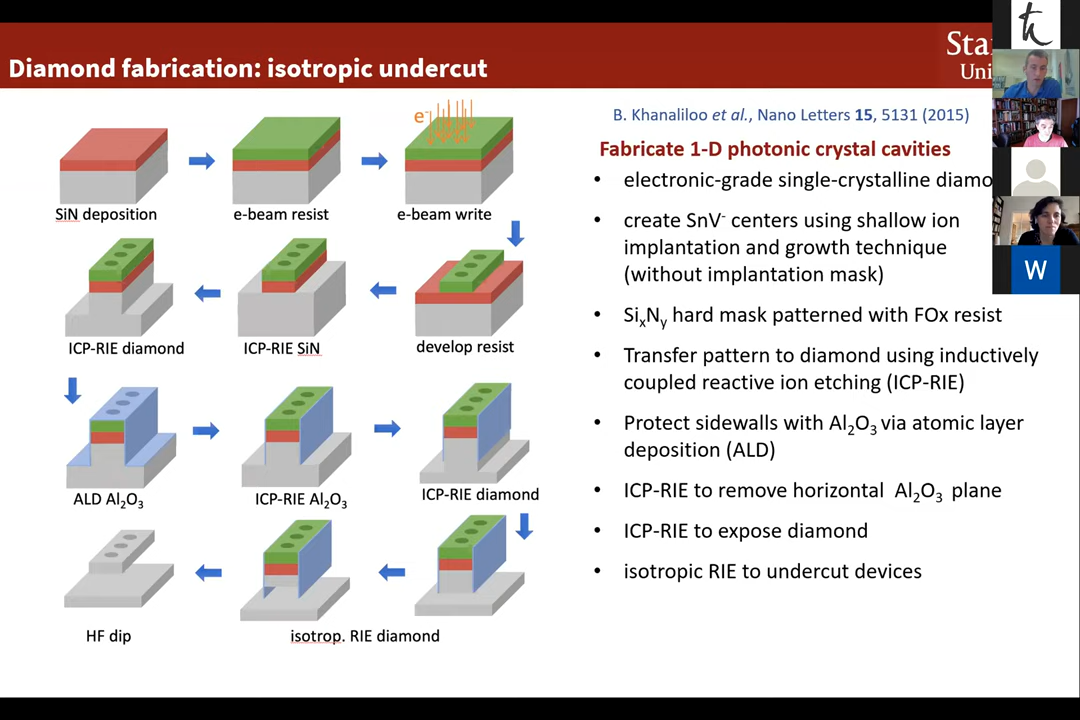 Diamond fabrication: isotropic undercut
e⁻
SiN deposition
e-beam resist
e-beam write
ICP-RIE diamond
ICP-RIE SiN
develop resist
ALD Al₂O₃
ICP-RIE Al₂O₃
ICP-RIE diamond
HF dip
isotrop. RIE diamond
B. Khanaliloo et al., Nano Letters 15, 5131 (2015)
Fabricate 1-D photonic crystal cavities
• electronic-grade single-crystalline diamo
• create SnV⁻ centers using shallow ion
implantation and growth technique
(without implantation mask)
• SiₓNᵧ hard mask patterned with FOx resist
• Transfer pattern to diamond using inductively
coupled reactive ion etching (ICP-RIE)
• Protect sidewalls with Al₂O₃ via atomic layer
deposition (ALD)
• ICP-RIE to remove horizontal Al₂O₃ plane
• ICP-RIE to expose diamond
• isotropic RIE to undercut devices
W